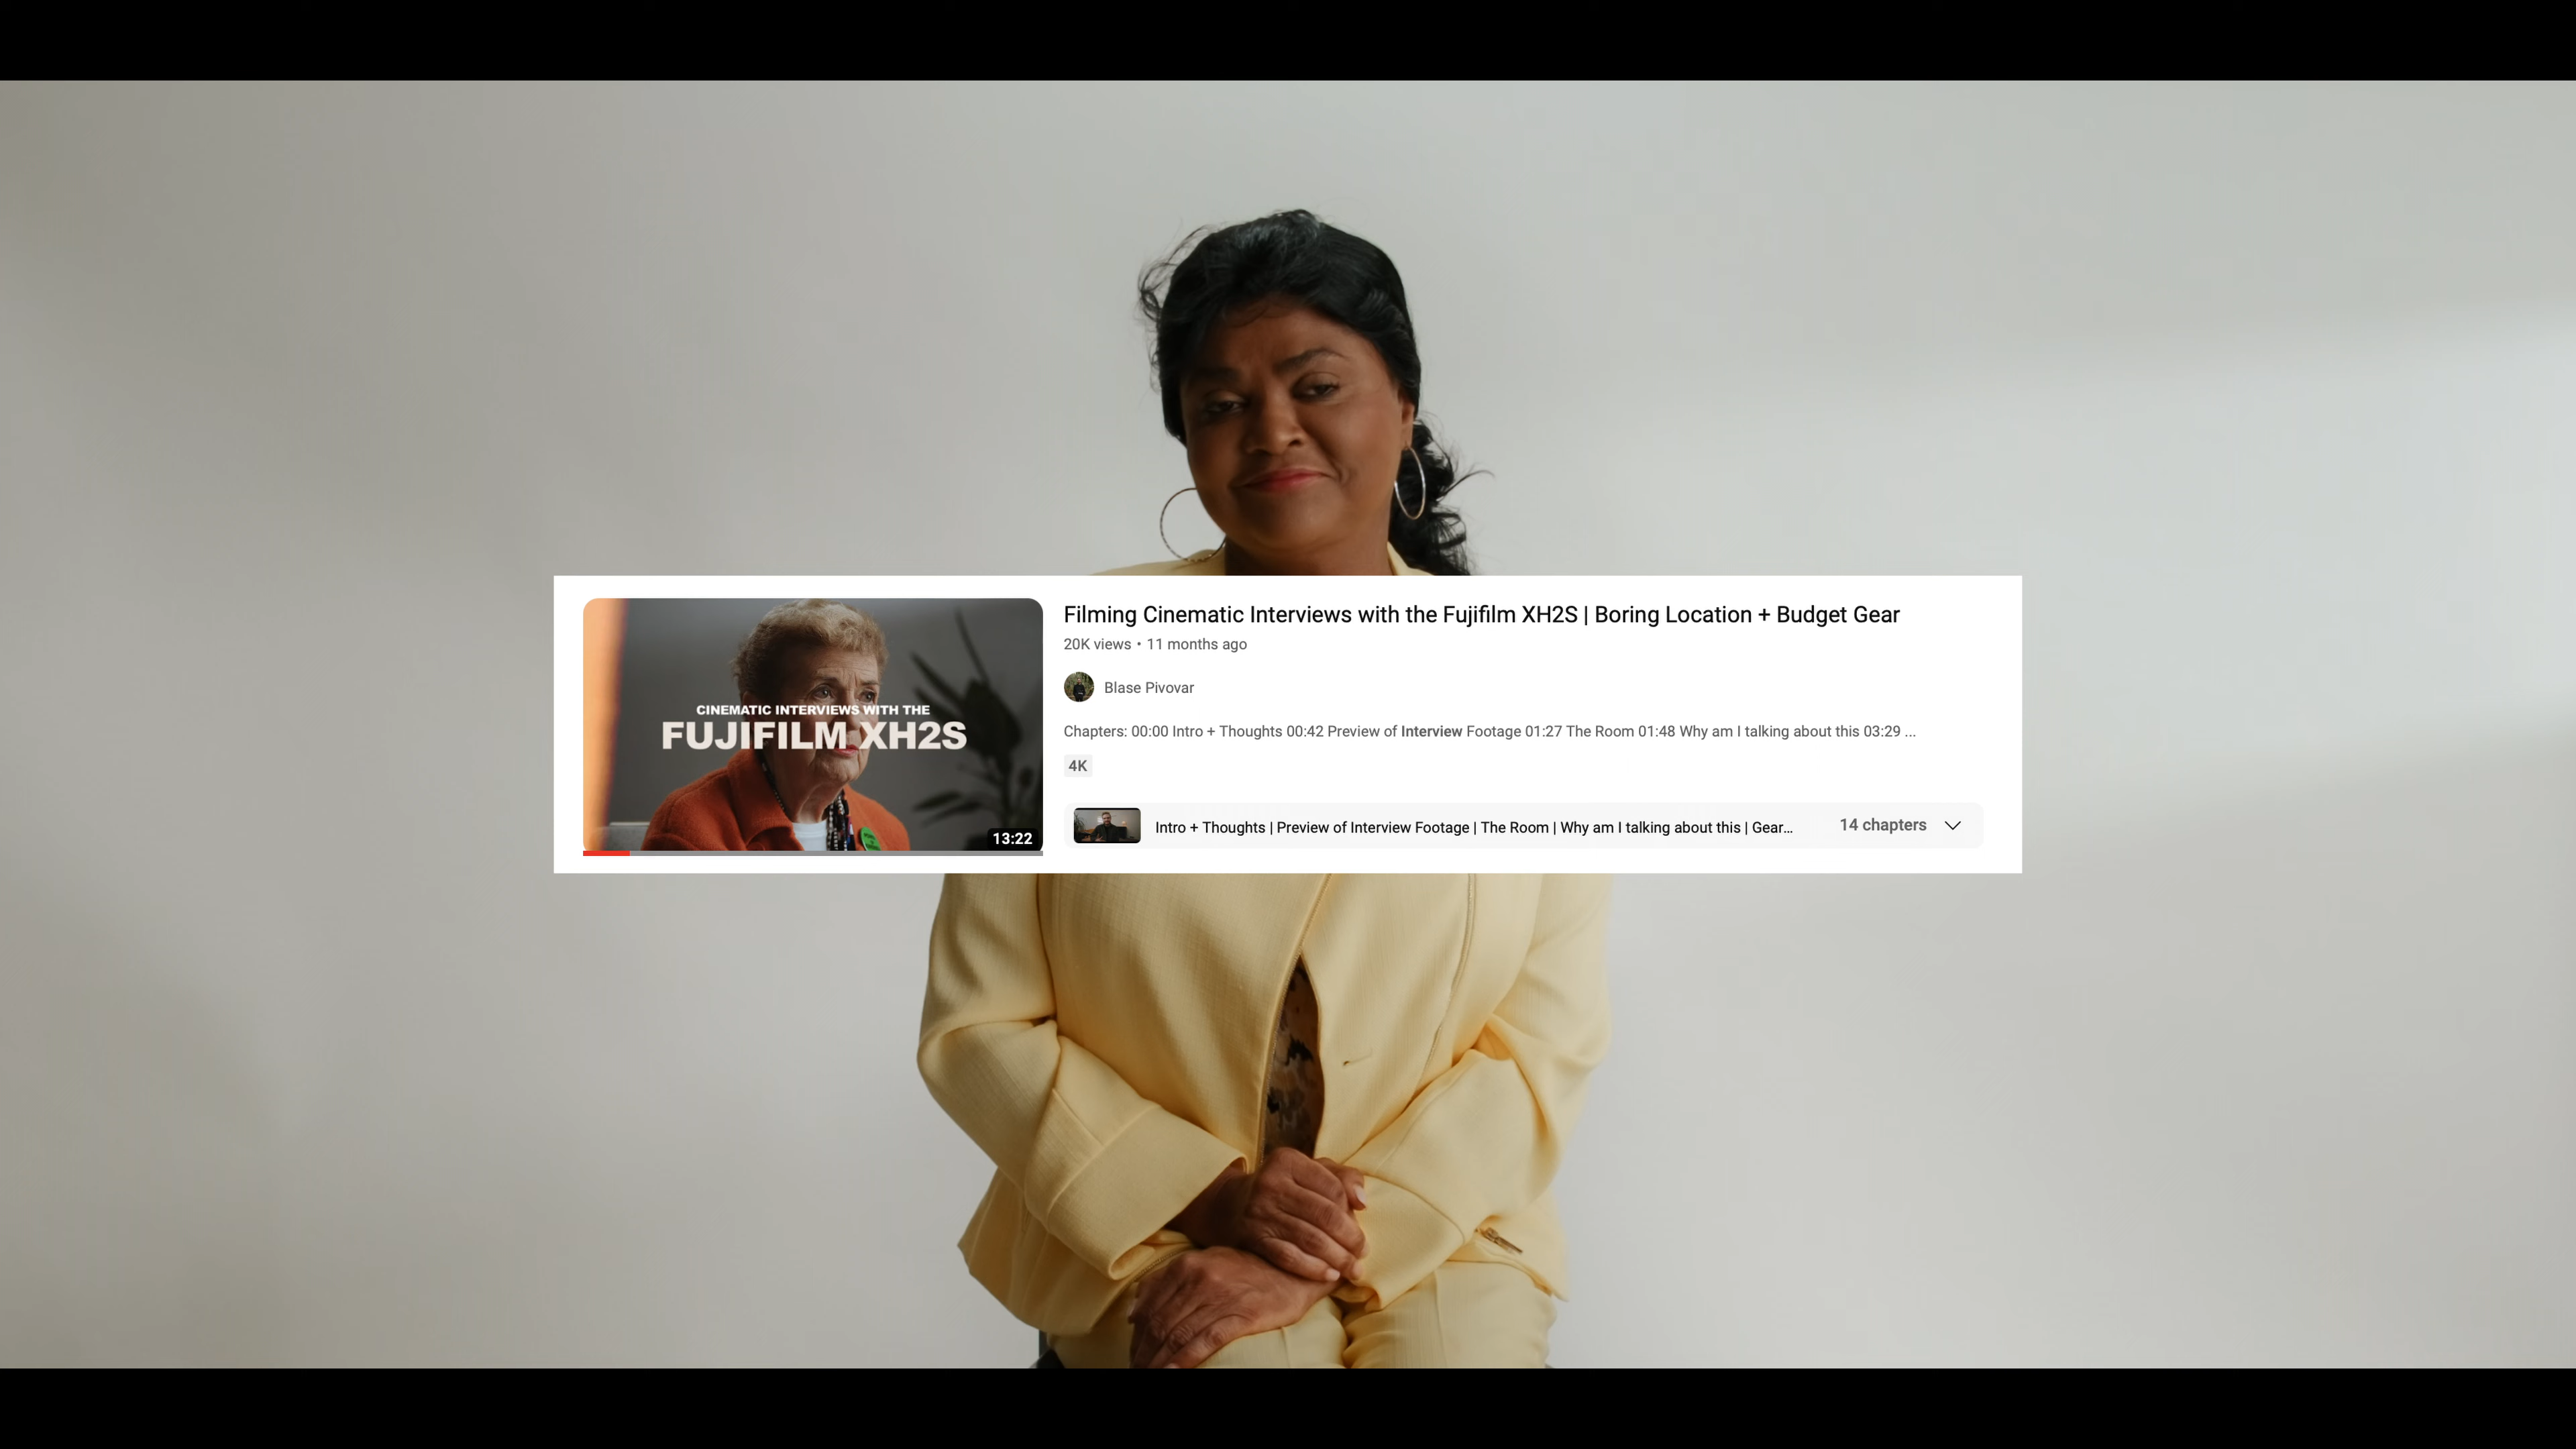 CINEMATIC INTERVIEWS WITH THE
FUJIFILM XH2S
13:22
Filming Cinematic Interviews with the Fujifilm XH2S | Boring Location + Budget Gear
20K views • 11 months ago
Blase Pivovar
Chapters: 00:00 Intro + Thoughts 00:42 Preview of Interview Footage 01:27 The Room 01:48 Why am I talking about this 03:29 ...
4K
Intro + Thoughts | Preview of Interview Footage | The Room | Why am I talking about this | Gear...
14 chapters